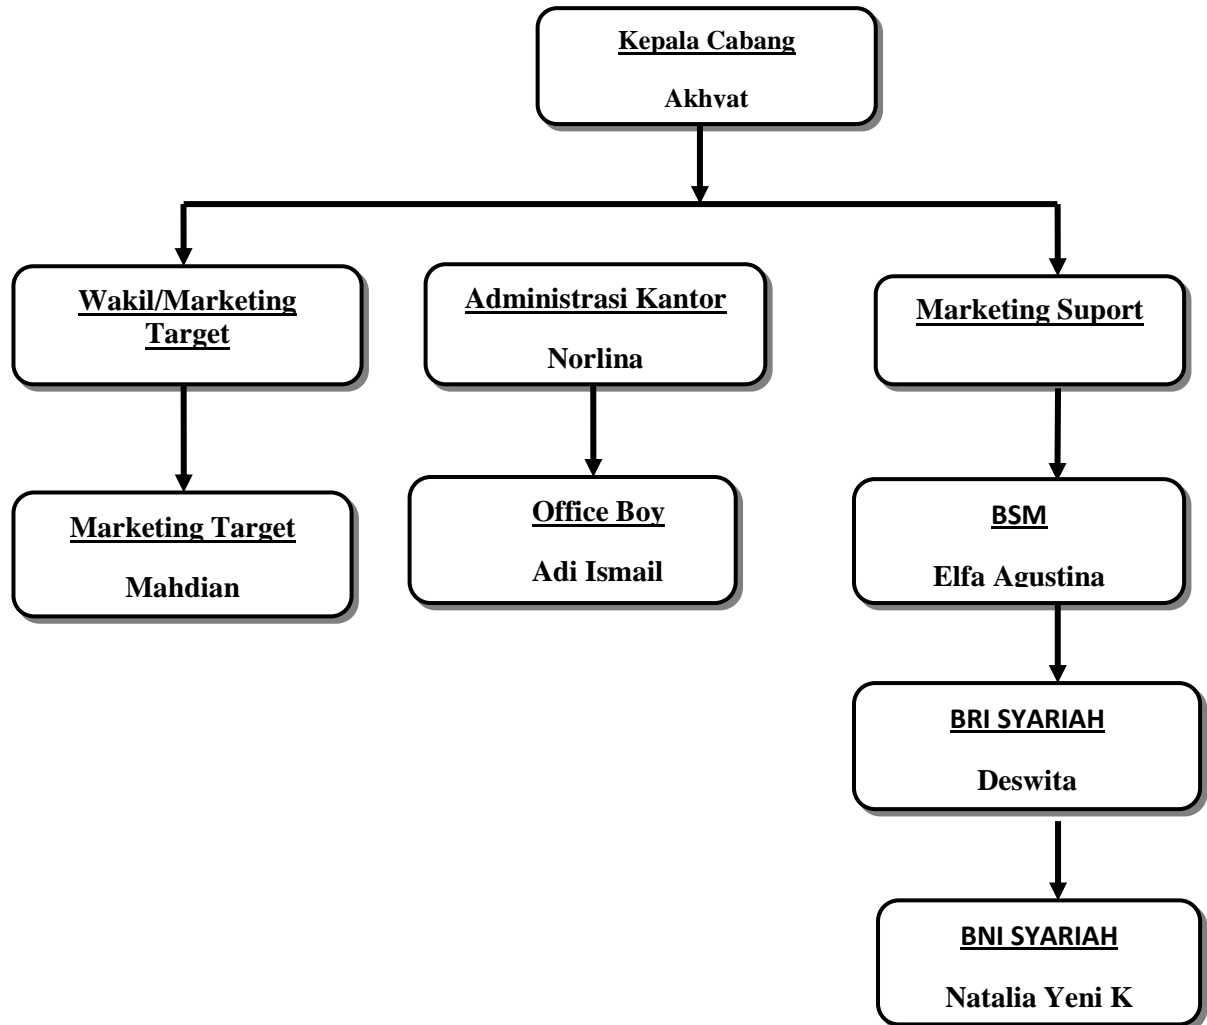 Kepala Cabang
Akhyat
Wakil/Marketing
Target
Administrasi Kantor
Norlina
Marketing Suport
Marketing Target
Mahdian
Office Boy
Adi Ismail
BSM
Elfa Agustina
BRI SYARIAH
Deswita
BNI SYARIAH
Natalia Yeni K